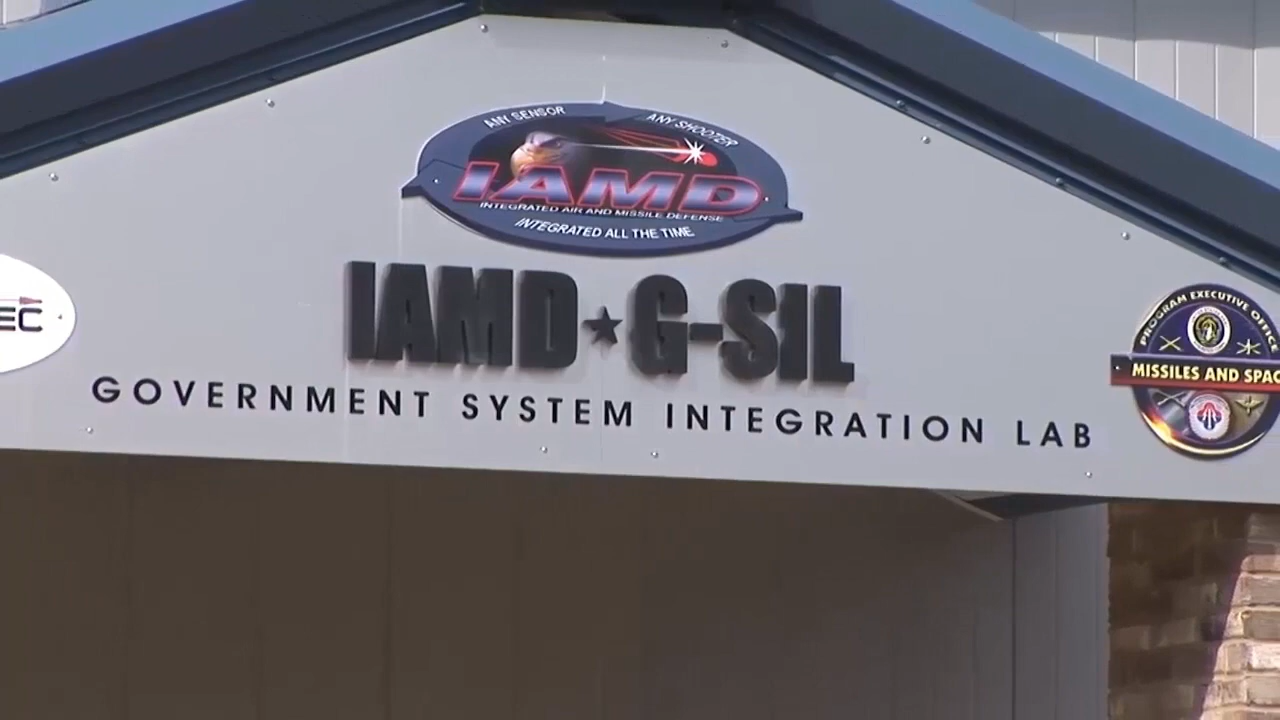 ANY SENSOR
ANY SHOOTER
IAMD
INTEGRATED AIR AND MISSILE DEFENSE
INTEGRATED ALL THE TIME
EC
IAMD★G-SIL
GOVERNMENT SYSTEM INTEGRATION LAB
PROGRAM EXECUTIVE OFFICE
MISSILES AND SPAC